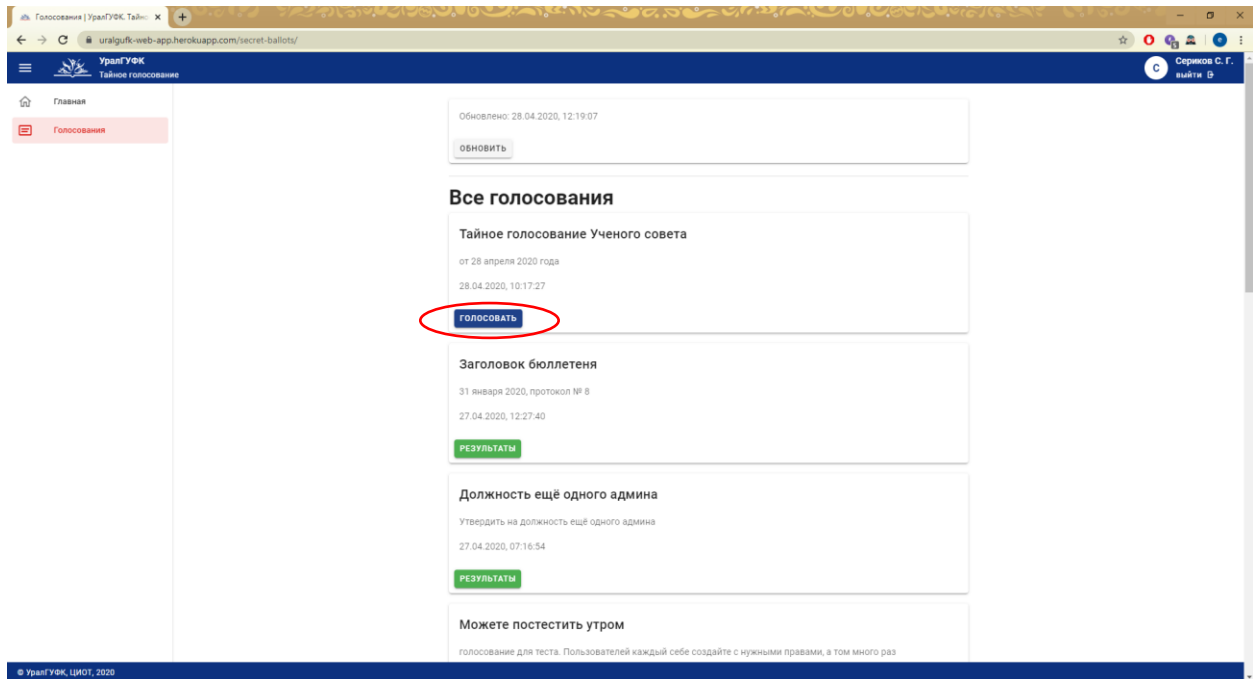 Голосования | УралГУФК. Тайно
uralgufk-web-app.herokuapp.com/secret-ballots/
УралГУФК
Тайное голосование
С
Сериков С. Г.
выйти
Главная
Голосования
Обновлено: 28.04.2020, 12:19:07
ОБНОВИТЬ
Все голосования
Тайное голосование Ученого совета
от 28 апреля 2020 года
28.04.2020, 10:17:27
ГОЛОСОВАТЬ
Заголовок бюллетеня
31 января 2020, протокол № 8
27.04.2020, 12:27:40
РЕЗУЛЬТАТЫ
Должность ещё одного админа
Утвердить на должность ещё одного админа
27.04.2020, 07:16:54
РЕЗУЛЬТАТЫ
Можете постестить утром
голосование для теста. Пользователей каждый себе создайте с нужными правами, а том много раз
© УралГУФК, ЦИОТ, 2020